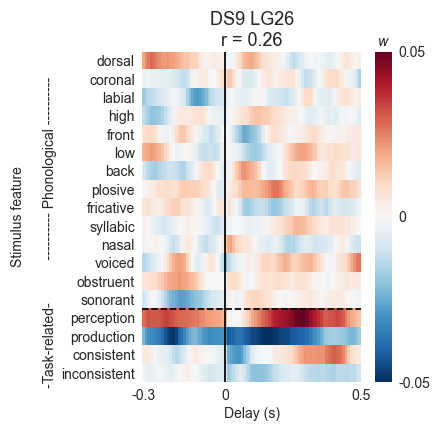 DS9 LG26
r = 0.26
w
dorsal
coronal
labial
high
front
low
back
plosive
fricative
syllabic
nasal
voiced
obstruent
sonorant
perception
production
consistent
inconsistent
Stimulus feature
---------- Phonological ----------
-Task-related-
-0.3
0
0.5
Delay (s)
0.05
0
-0.05